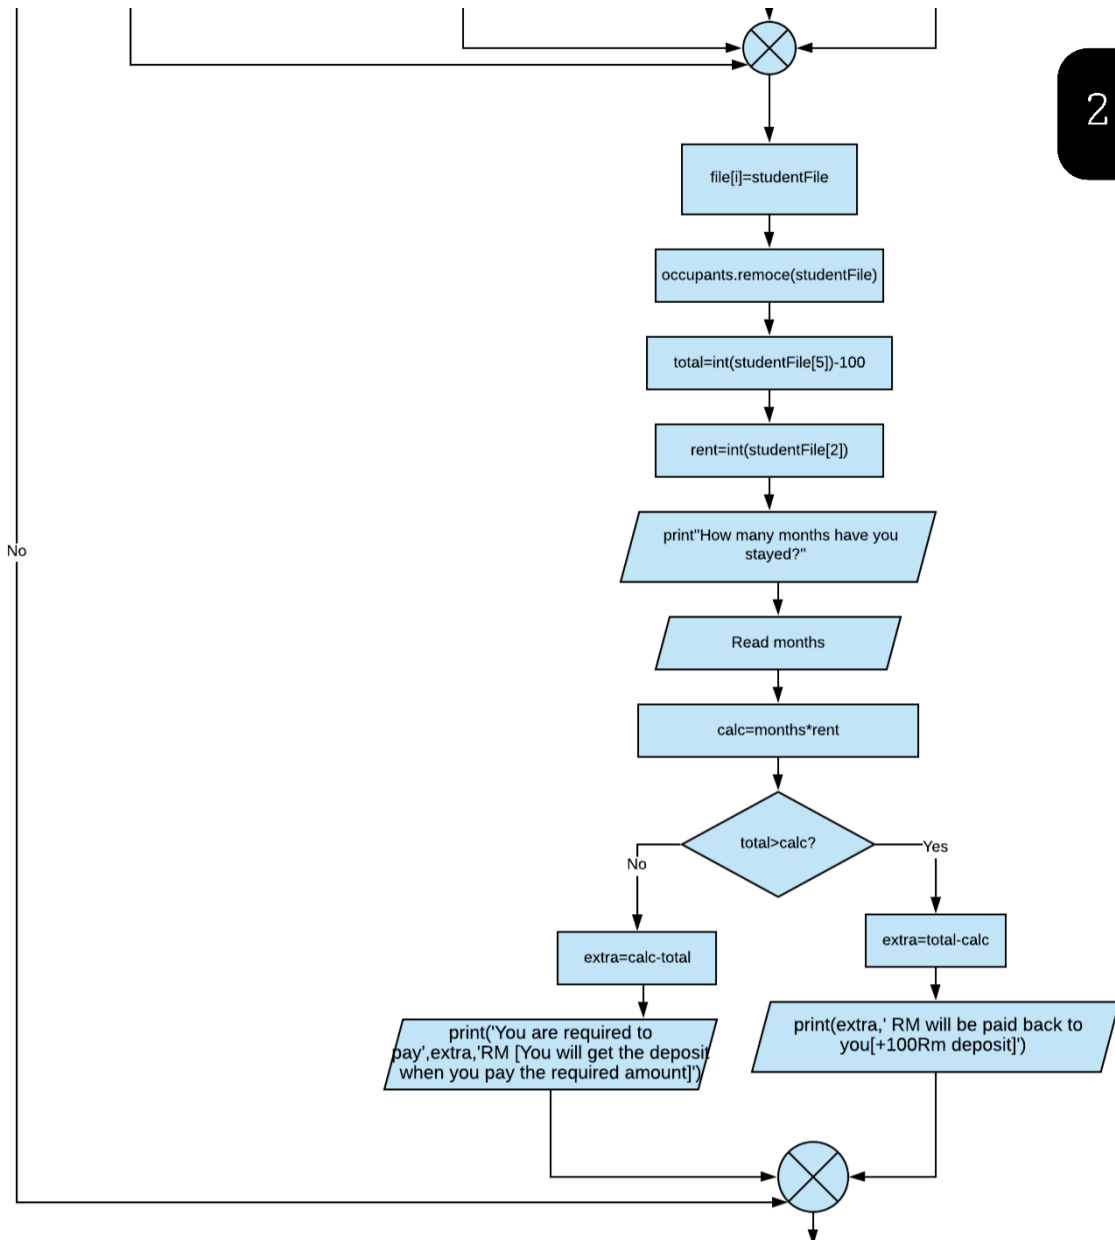 2
file[i]=studentFile
occupants.remoce(studentFile)
total=int(studentFile[5])-100
rent=int(studentFile[2])
No
print"How many months have you
stayed?"
Read months
calc=months*rent
total>calc?
No
Yes
extra=calc-total
extra=total-calc
print('You are required to
pay',extra,'RM [You will get the deposit
when you pay the required amount]')
print(extra,' RM will be paid back to
you[+100Rm deposit]')